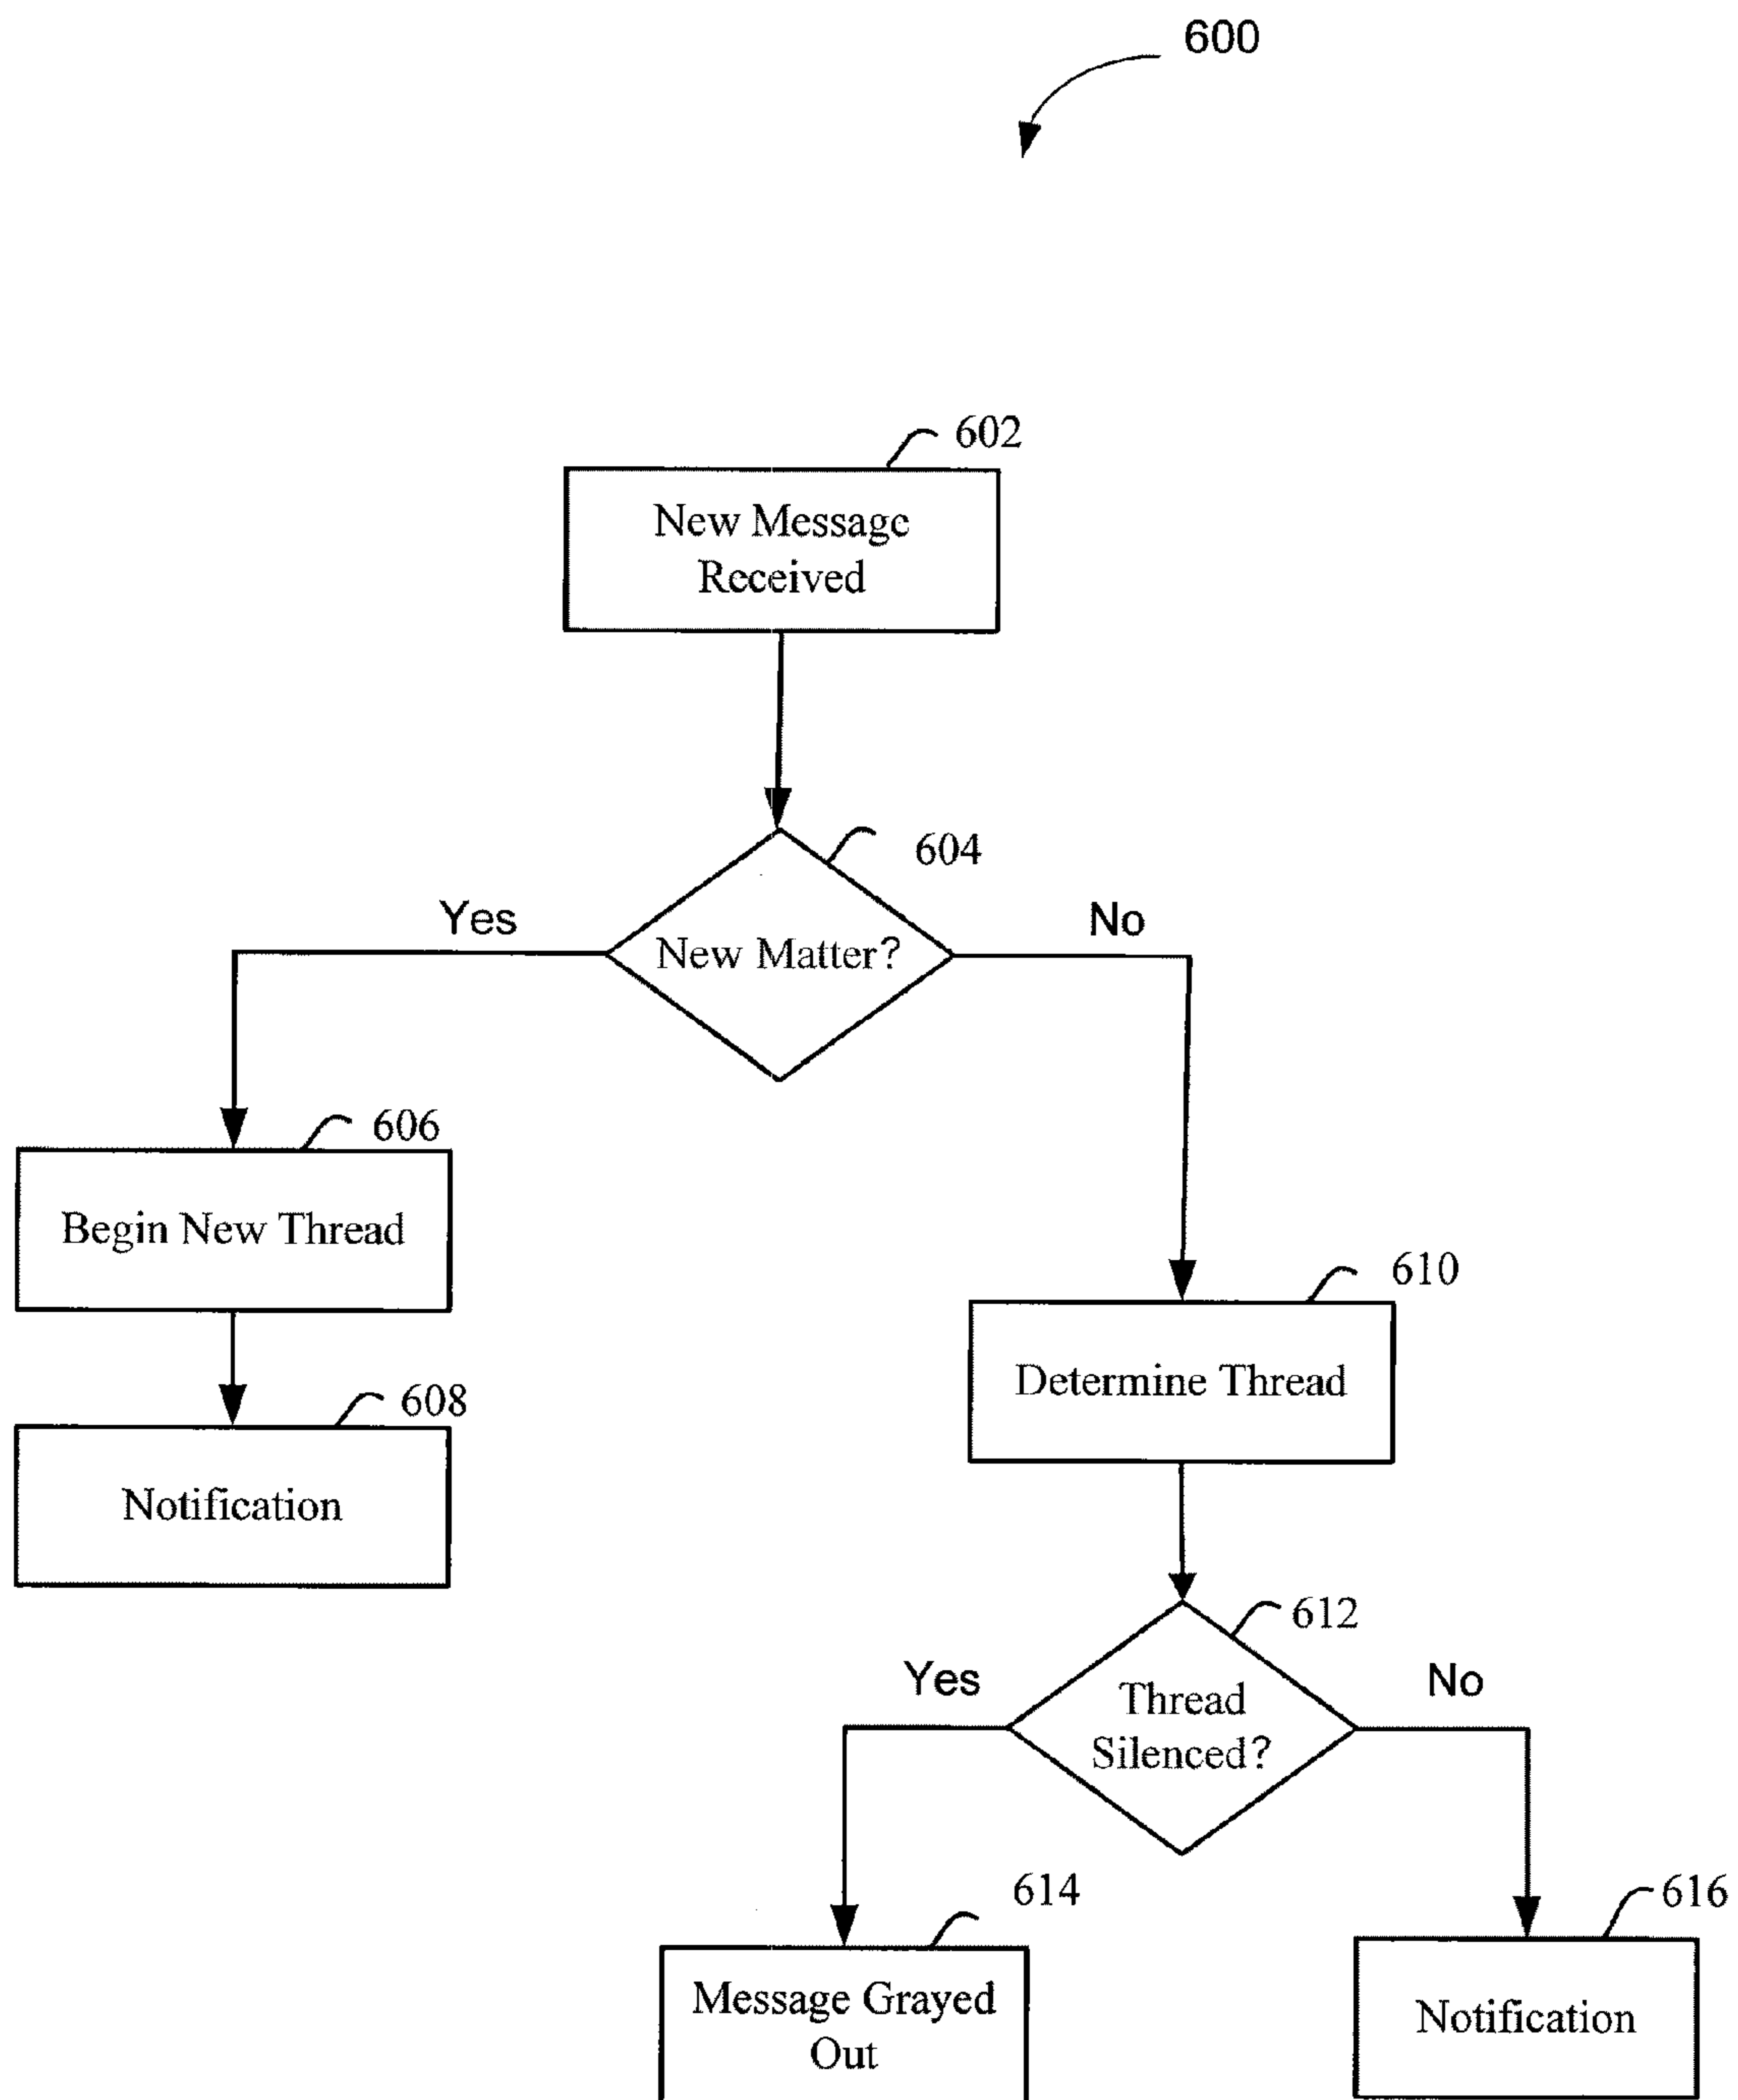 600
602
New Message
Received
604
Yes
No
New Matter?
606
Begin New Thread
610
Determine Thread
608
Notification
612
Yes
No
Thread
Silenced?
614
616
Message Grayed
Out
Notification